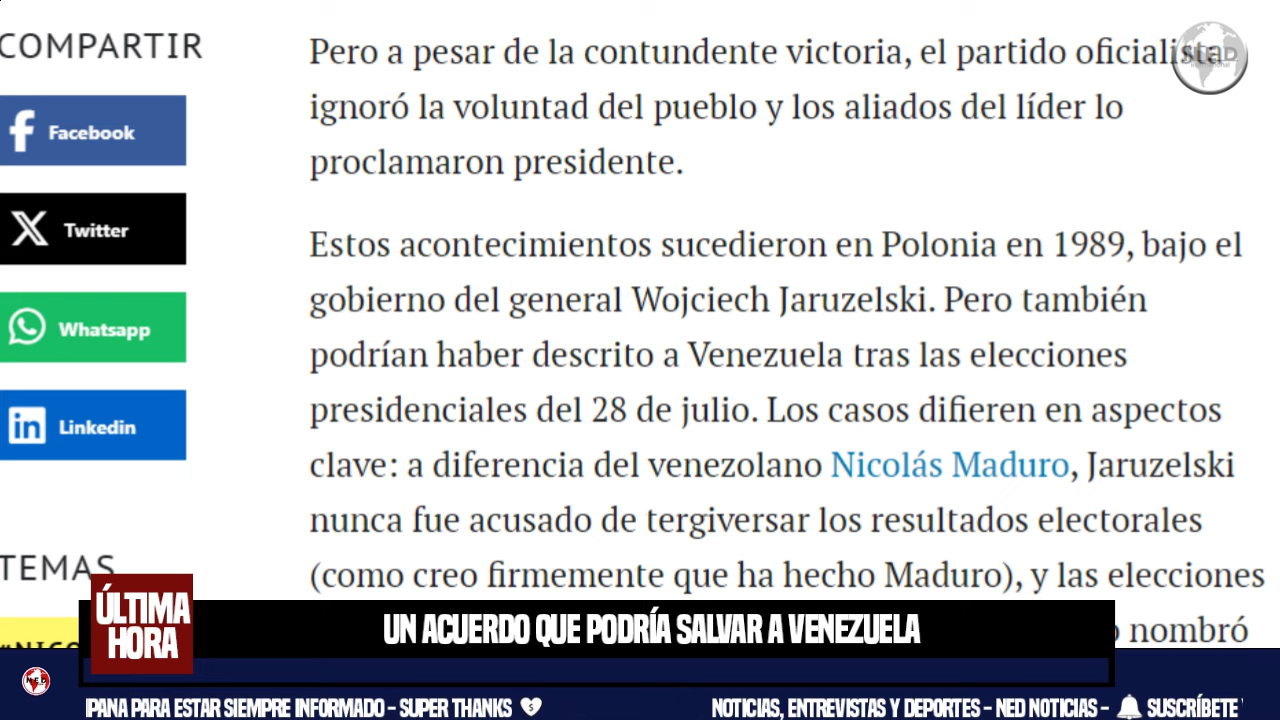 COMPARTIR
Facebook
Twitter
Whatsapp
Linkedin
TEMAS
Pero a pesar de la contundente victoria, el partido oficialista
ignoró la voluntad del pueblo y los aliados del líder lo
proclamaron presidente.
Estos acontecimientos sucedieron en Polonia en 1989, bajo el
gobierno del general Wojciech Jaruzelski. Pero también
podrían haber descrito a Venezuela tras las elecciones
presidenciales del 28 de julio. Los casos difieren en aspectos
clave: a diferencia del venezolano Nicolás Maduro, Jaruzelski
nunca fue acusado de tergiversar los resultados electorales
(como creo firmemente que ha hecho Maduro), y las elecciones
nombró
NED
ÚLTIMA
HORA
UN ACUERDO QUE PODRÍA SALVAR A VENEZUELA
NED
IPANA PARA ESTAR SIEMPRE INFORMADO - SUPER THANKS
NOTICIAS, ENTREVISTAS Y DEPORTES - NED NOTICIAS - SUSCRÍBETE